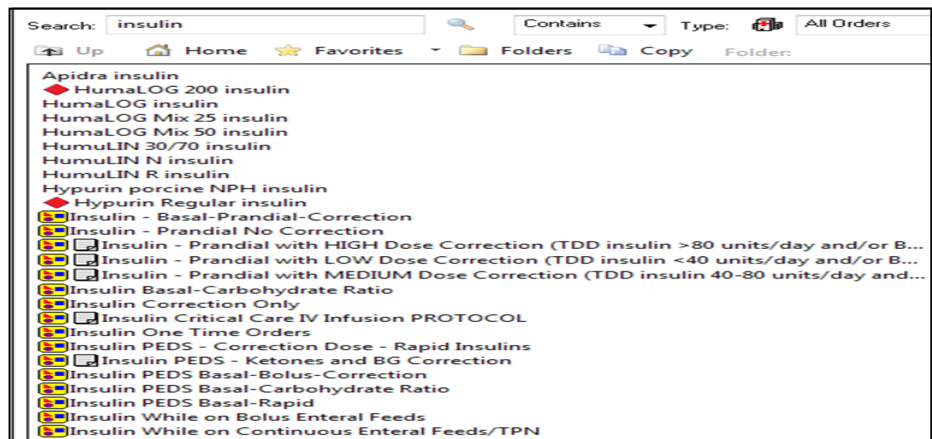 Search: insulin Contains Type: All Orders
Up Home Favorites Folders Copy Folder:
Apidra insulin
HumaLOG 200 insulin
HumaLOG insulin
HumaLOG Mix 25 insulin
HumaLOG Mix 50 insulin
HumuLIN 30/70 insulin
HumuLIN N insulin
HumuLIN R insulin
Hypurin porcine NPH insulin
Hypurin Regular insulin
Insulin - Basal-Prandial-Correction
Insulin - Prandial No Correction
Insulin - Prandial with HIGH Dose Correction (TDD insulin >80 units/day and/or B...
Insulin - Prandial with LOW Dose Correction (TDD insulin <40 units/day and/or B...
Insulin - Prandial with MEDIUM Dose Correction (TDD insulin 40-80 units/day and...
Insulin Basal-Carbohydrate Ratio
Insulin Correction Only
Insulin Critical Care IV Infusion PROTOCOL
Insulin One Time Orders
Insulin PEDS - Correction Dose - Rapid Insulins
Insulin PEDS - Ketones and BG Correction
Insulin PEDS Basal-Bolus-Correction
Insulin PEDS Basal-Carbohydrate Ratio
Insulin PEDS Basal-Rapid
Insulin While on Bolus Enteral Feeds
Insulin While on Continuous Enteral Feeds/TPN